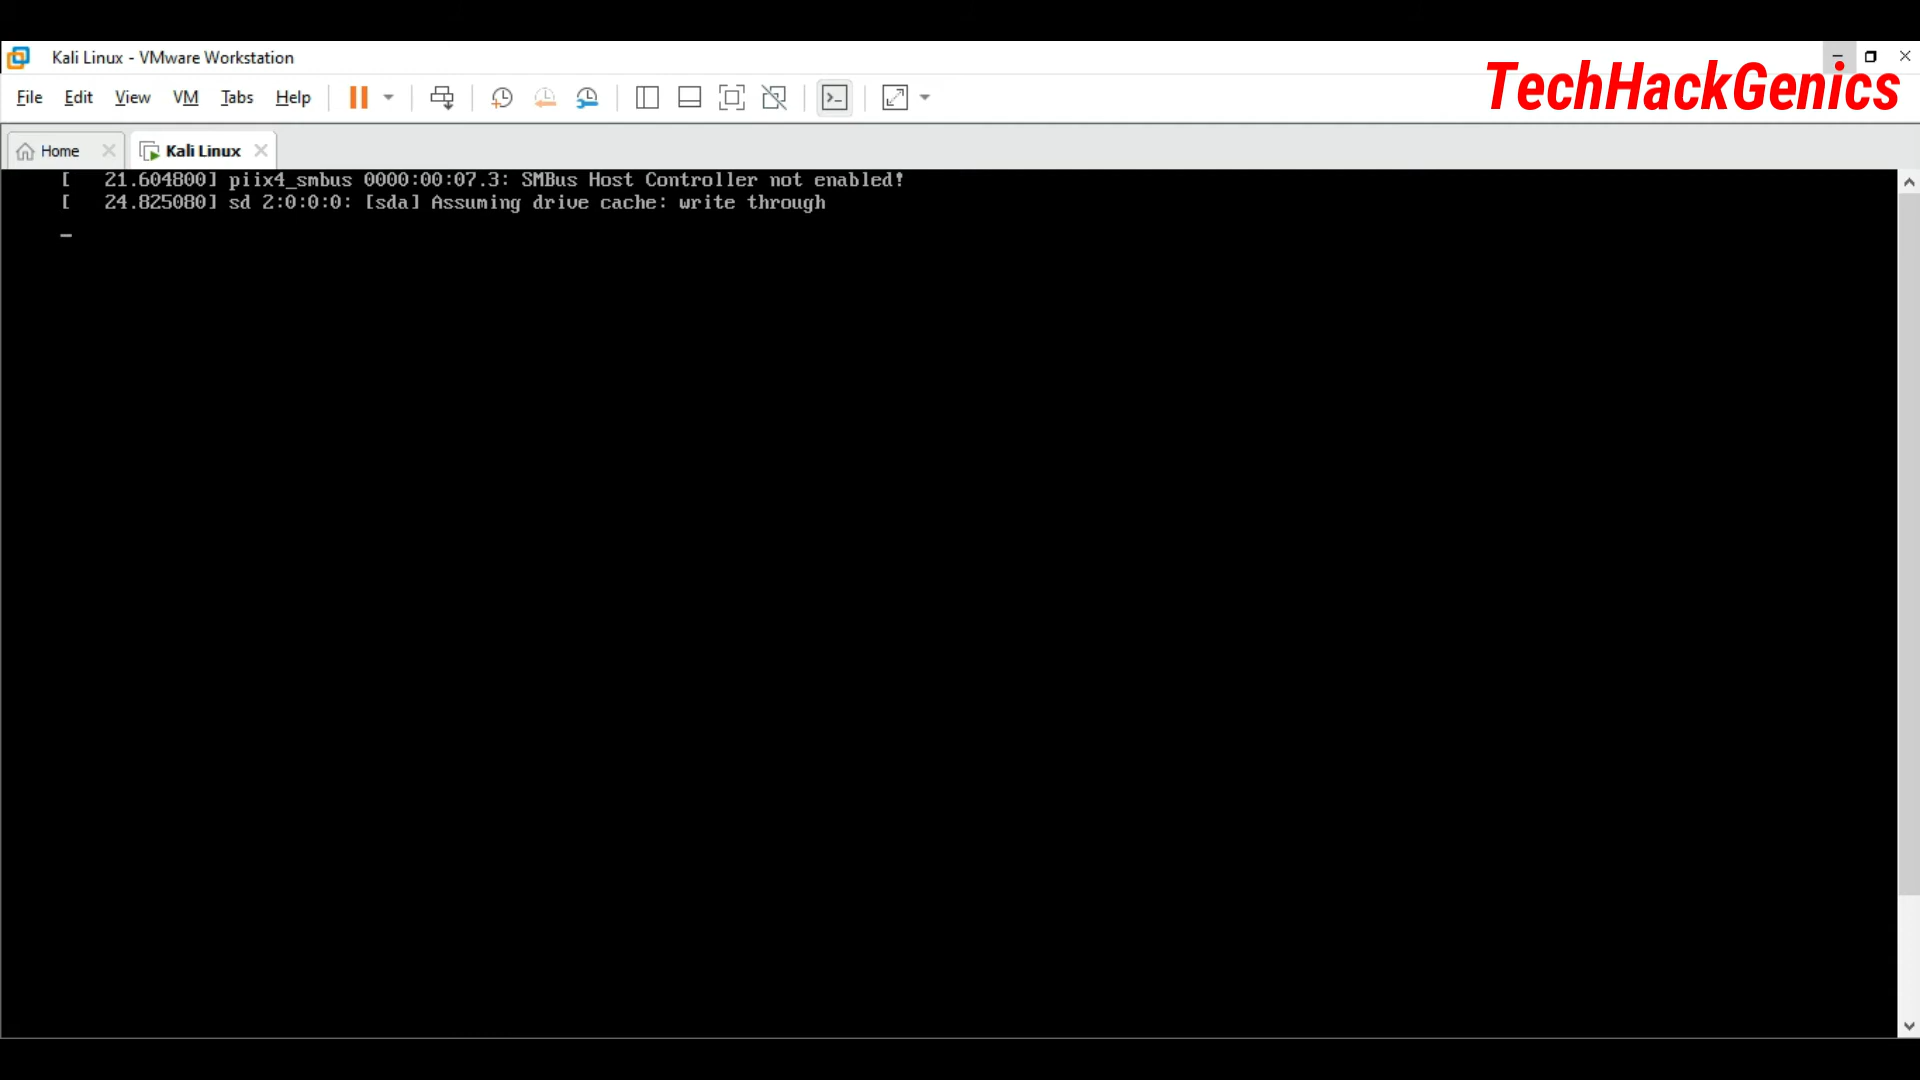 Kali Linux - VMware Workstation
TechHackGenics
File Edit View VM Tabs Help
Home Kali Linux
[ 21.604800] piix4_smbus 0000:00:07.3: SMBus Host Controller not enabled!
[ 24.825080] sd 2:0:0:0: [sda] Assuming drive cache: write through